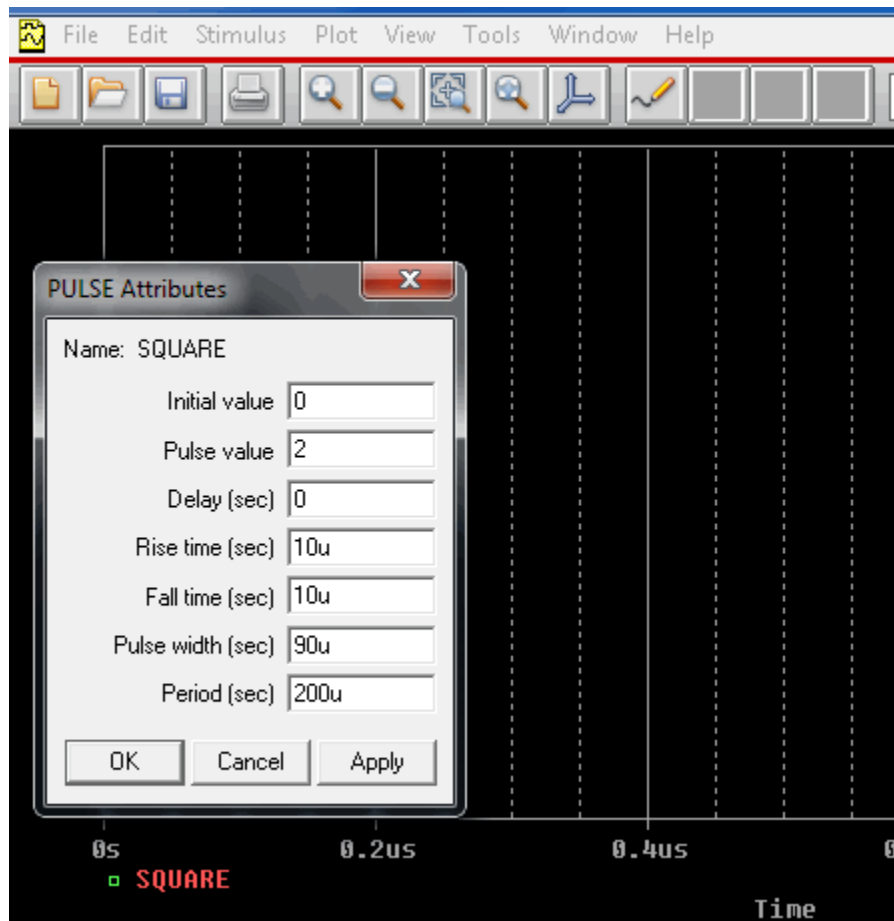 File Edit Stimulus Plot View Tools Window Help
PULSE Attributes
Name: SQUARE
Initial value 0
Pulse value 2
Delay (sec) 0
Rise time (sec) 10u
Fall time (sec) 10u
Pulse width (sec) 90u
Period (sec) 200u
OK Cancel Apply
0s 0.2us 0.4us
SQUARE
Time